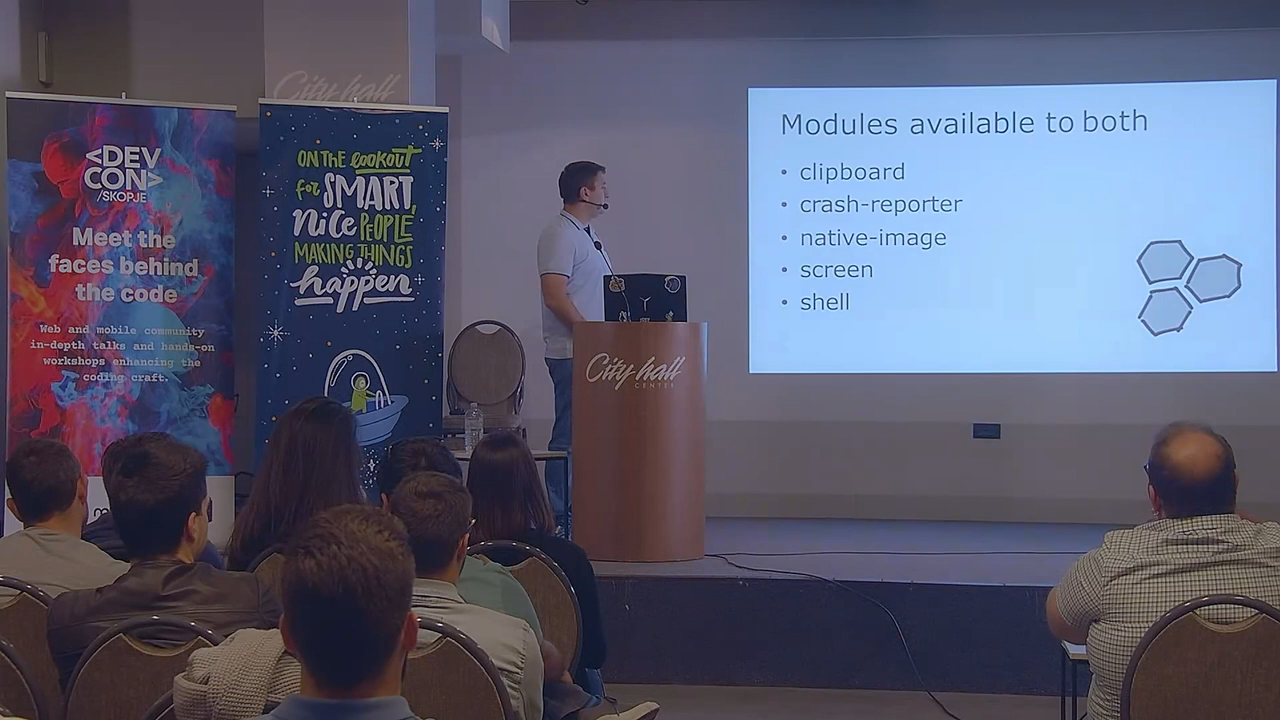 City hall
<DEV
CON>
/SKOPJE
Meet the
faces behind
the code
Web and mobile community
in-depth talks and hands-on
workshops enhancing the
coding craft.
ON THE lookout
for SMART,
nice PEOPLE
MAKING THINGS
happen
City hall
CENTER
Modules available to both
• clipboard
• crash-reporter
• native-image
• screen
• shell